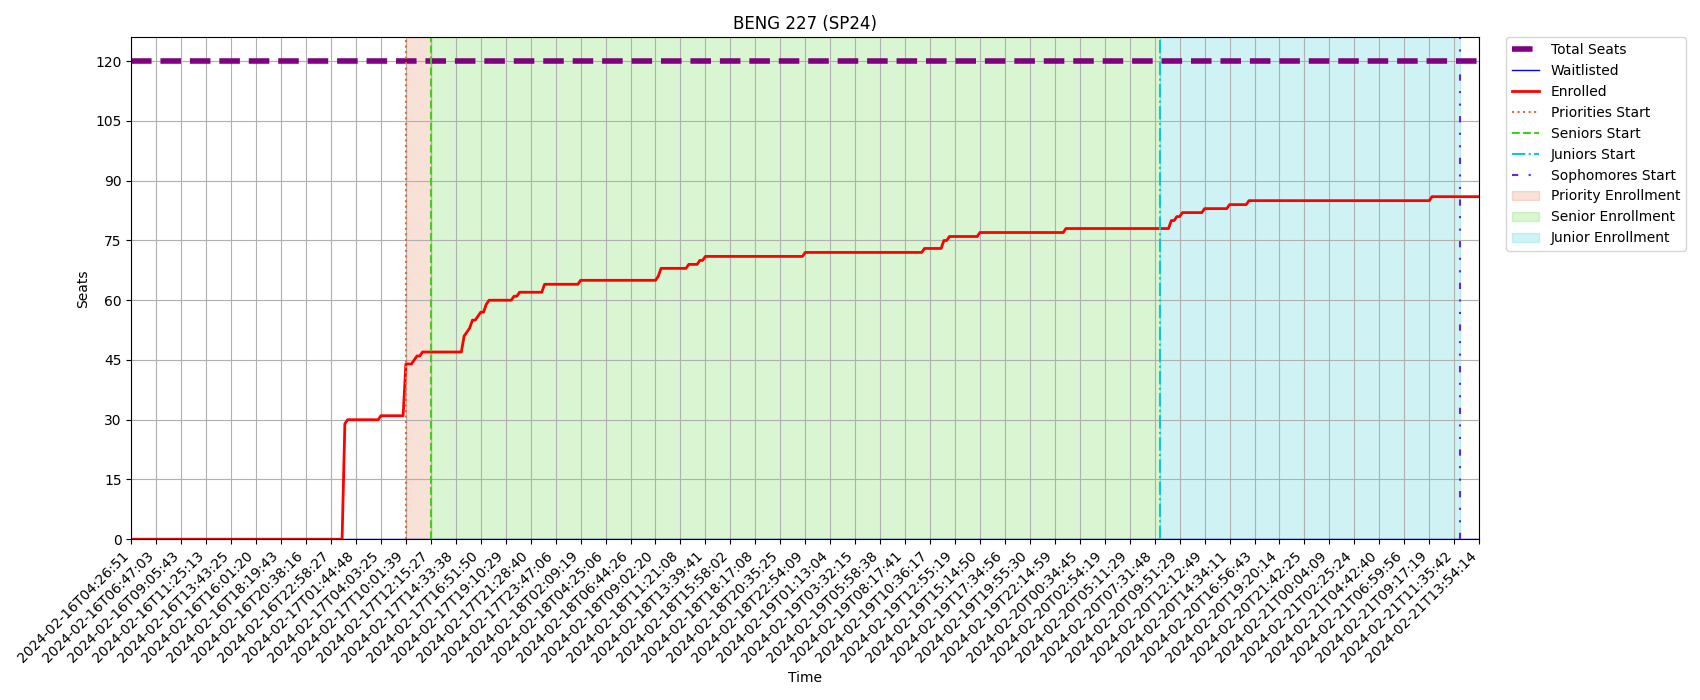 BENG 227 (SP24)
Seats
120
105
90
75
60
45
30
15
0
2024-02-16T04:26:51
2024-02-16T06:47:03
2024-02-16T09:05:43
2024-02-16T11:25:13
2024-02-16T13:43:25
2024-02-16T16:01:20
2024-02-16T18:19:43
2024-02-16T20:38:16
2024-02-16T22:58:27
2024-02-17T01:44:48
2024-02-17T04:03:25
2024-02-17T10:01:39
2024-02-17T12:15:27
2024-02-17T14:33:38
2024-02-17T16:51:50
2024-02-17T19:10:29
2024-02-17T21:28:40
2024-02-17T23:47:06
2024-02-18T02:09:19
2024-02-18T04:25:06
2024-02-18T06:44:26
2024-02-18T09:02:20
2024-02-18T11:21:08
2024-02-18T13:39:41
2024-02-18T15:58:02
2024-02-18T18:17:08
2024-02-18T20:35:25
2024-02-18T22:54:09
2024-02-19T01:13:04
2024-02-19T03:32:15
2024-02-19T05:58:38
2024-02-19T08:17:41
2024-02-19T10:36:17
2024-02-19T12:55:19
2024-02-19T15:14:50
2024-02-19T17:34:56
2024-02-19T19:55:30
2024-02-19T22:14:59
2024-02-20T00:34:45
2024-02-20T02:54:19
2024-02-20T05:11:29
2024-02-20T07:31:48
2024-02-20T09:51:29
2024-02-20T12:12:49
2024-02-20T14:34:11
2024-02-20T16:56:43
2024-02-20T19:20:14
2024-02-20T21:42:25
2024-02-21T00:04:09
2024-02-21T02:25:24
2024-02-21T04:42:40
2024-02-21T06:59:56
2024-02-21T09:17:19
2024-02-21T11:35:42
2024-02-21T13:54:14
Time
Total Seats
Waitlisted
Enrolled
Priorities Start
Seniors Start
Juniors Start
Sophomores Start
Priority Enrollment
Senior Enrollment
Junior Enrollment